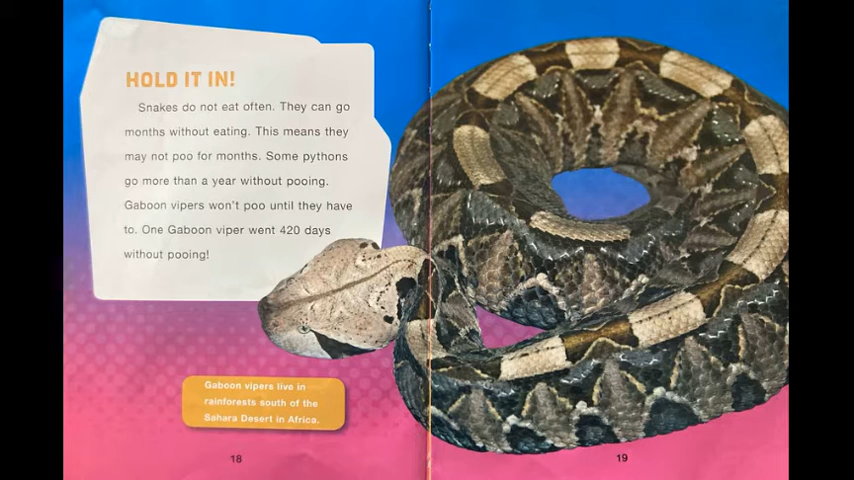 HOLD IT IN!
Snakes do not eat often. They can go
months without eating. This means they
may not poo for months. Some pythons
go more than a year without pooing.
Gaboon vipers won't poo until they have
to. One Gaboon viper went 420 days
without pooing!
Gaboon vipers live in
rainforests south of the
Sahara Desert in Africa.
18
19